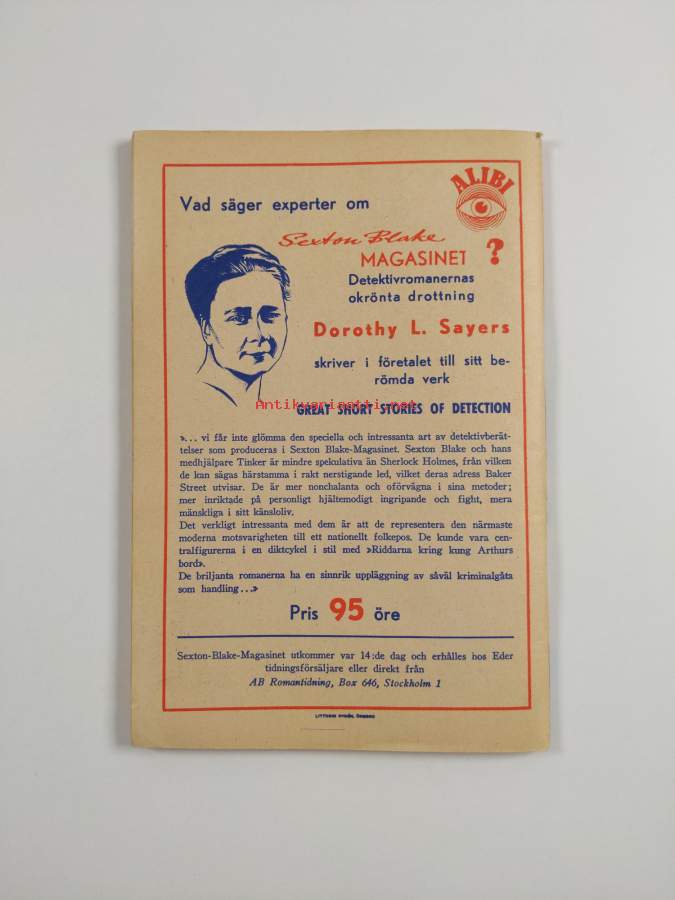 ALIBI
Vad säger experter om
Sexton Blake
MAGASINET ?
Detektivromanernas
okrönta drottning
Dorothy L. Sayers
skriver i företalet till sitt be-
römda verk
Antikvariaatti.net
GREAT SHORT STORIES OF DETECTION
»... vi får inte glömma den speciella och intressanta art av detektivberät-
telser som produceras i Sexton Blake-Magasinet. Sexton Blake och hans
medhjälpare Tinker är mindre spekulativa än Sherlock Holmes, från vilken
de kan sägas härstamma i rakt nerstigande led, vilket deras adress Baker
Street utvisar. De är mer nonchalanta och oförvägna i sina metoder;
mer inriktade på personligt hjältemodigt ingripande och fight, mera
mänskliga i sitt känsloliv.
Det verkligt intressanta med dem är att de representera den närmaste
moderna motsvarigheten till ett nationellt folkepos. De kunde vara cen-
tralfigurerna i en diktcykel i stil med »Riddarna kring kung Arthurs
bord».
De briljanta romanerna ha en sinnrik uppläggning av såväl kriminalgåta
som handling...»
Pris 95 öre
Sexton-Blake-Magasinet utkommer var 14:de dag och erhålles hos Eder
tidningsförsäljare eller direkt från
AB Romantidning, Box 646, Stockholm 1